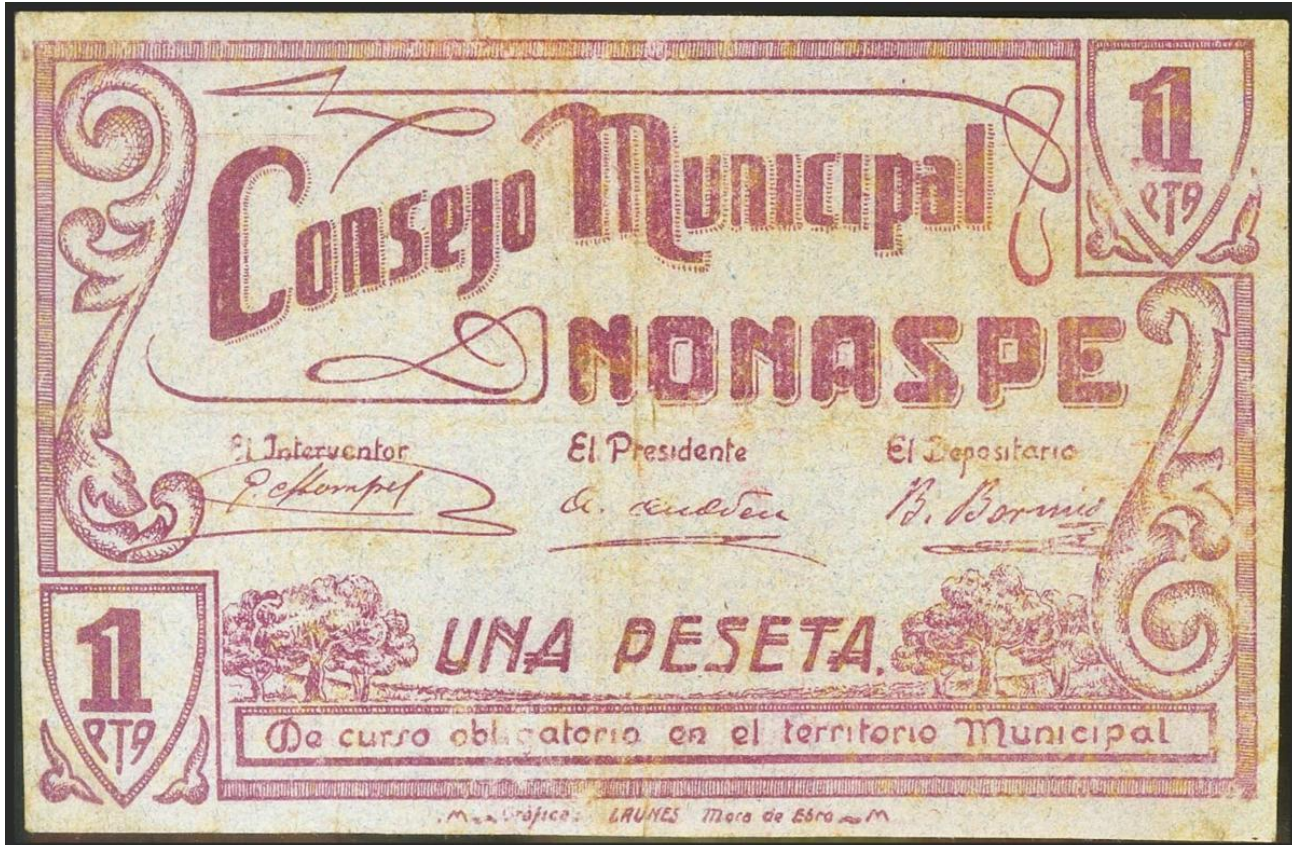 1
PTA
Consejo Municipal
NONASPE
El Interventor El Presidente El Depositario
B. Bornis
UNA PESETA.
1
PTA
De curso obligatorio en el territorio Municipal
Gráficas LAUNES Mora de Ebro